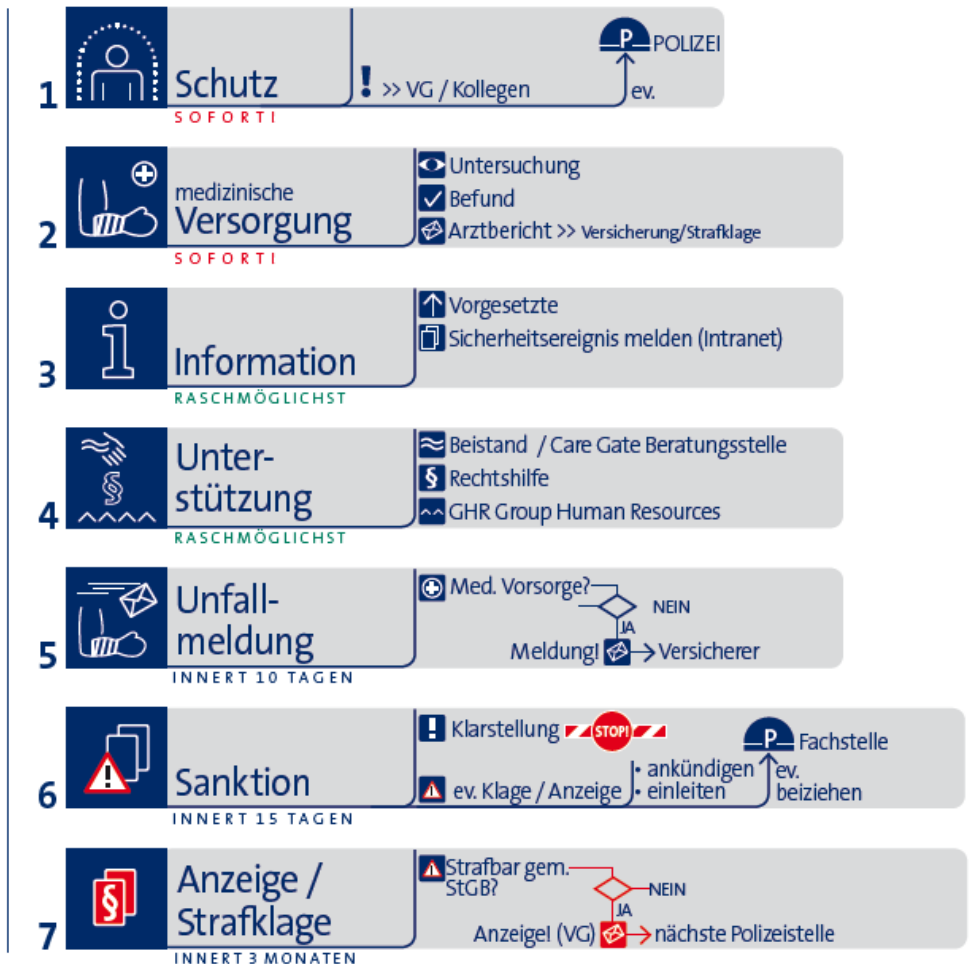 1
Schutz
SOFORT!
! >> VG / Kollegen
P POLIZEI
ev.
2
medizinische
Versorgung
SOFORT!
Untersuchung
Befund
Arztbericht >> Versicherung/Strafklage
3
Information
RASCHMÖGLICHST
Vorgesetzte
Sicherheitsereignis melden (Intranet)
4
Unter-
stützung
RASCHMÖGLICHST
Beistand / Care Gate Beratungsstelle
§ Rechtshilfe
GHR Group Human Resources
§
5
Unfall-
meldung
INNERT 10 TAGEN
Med. Vorsorge?
NEIN
JA
Meldung! Versicherer
6
Sanktion
INNERT 15 TAGEN
!
! Klarstellung STOP!
P Fachstelle
! ev. Klage / Anzeige
• ankündigen
• einleiten
ev.
beiziehen
7
§
Anzeige /
Strafklage
INNERT 3 MONATEN
! Strafbar gem.
StGB?
NEIN
JA
Anzeige! (VG) nächste Polizeistelle